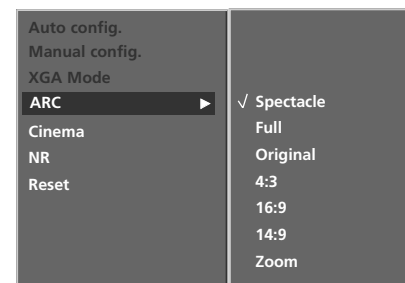 Auto config.
Manual config.
XGA Mode
ARC ▶
Cinema
NR
Reset
√ Spectacle
Full
Original
4:3
16:9
14:9
Zoom